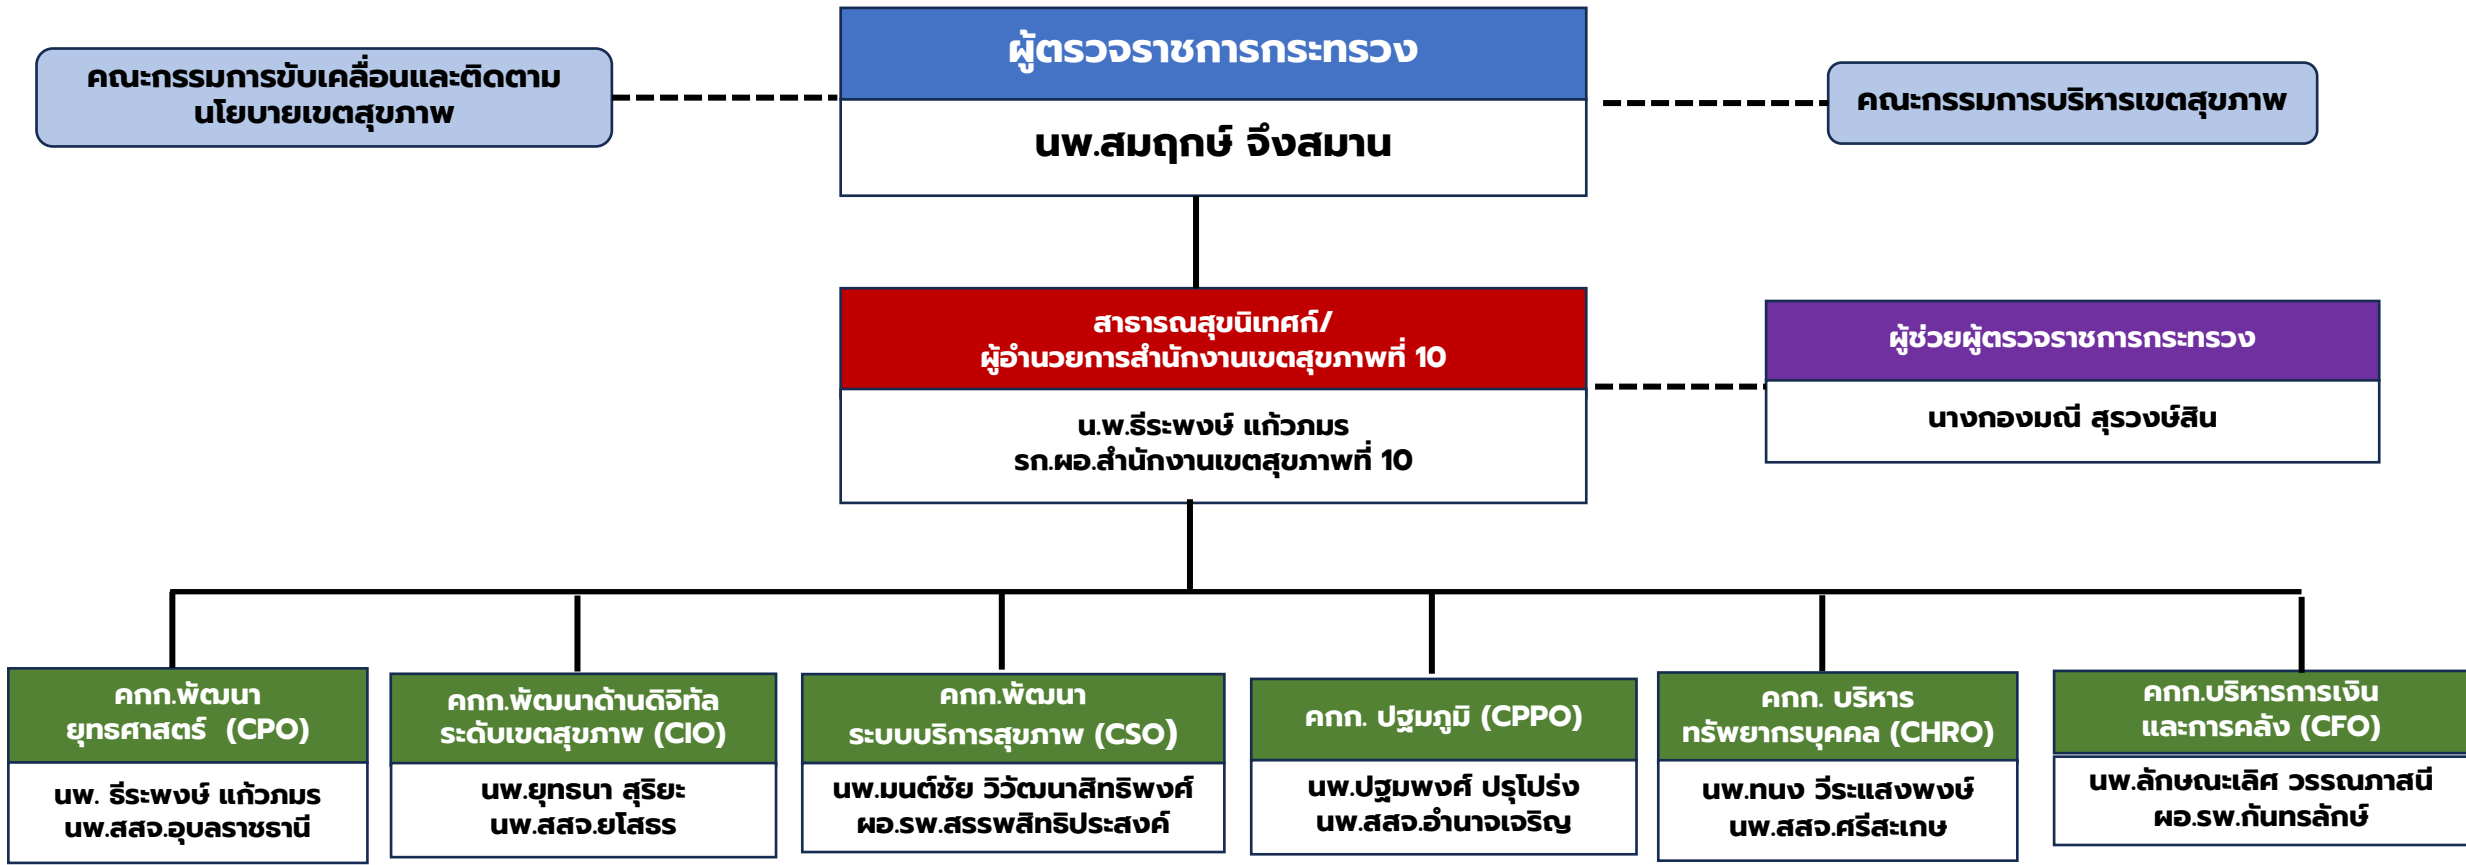 ผู้ตรวจราชการกระทรวง
นพ.สมฤกษ์ จึงสมาน
คณะกรรมการขับเคลื่อนและติดตาม
นโยบายเขตสุขภาพ
คณะกรรมการบริหารเขตสุขภาพ
สาธารณสุขนิเทศก์/
ผู้อำนวยการสำนักงานเขตสุขภาพที่ 10
น.พ.ธีระพงษ์ แก้วภมร
รก.ผอ.สำนักงานเขตสุขภาพที่ 10
ผู้ช่วยผู้ตรวจราชการกระทรวง
นางกองมณี สุรวงษ์สิน
คกก.พัฒนา
ยุทธศาสตร์ (CPO)
นพ. ธีระพงษ์ แก้วภมร
นพ.สสจ.อุบลราชธานี
คกก.พัฒนาด้านดิจิทัล
ระดับเขตสุขภาพ (CIO)
นพ.ยุทธนา สุริยะ
นพ.สสจ.ยโสธร
คกก.พัฒนา
ระบบบริการสุขภาพ (CSO)
นพ.มนต์ชัย วิวัฒนาสิทธิพงศ์
ผอ.รพ.สรรพสิทธิประสงค์
คกก. ปฐมภูมิ (CPPO)
นพ.ปฐมพงศ์ ปรุโปร่ง
นพ.สสจ.อำนาจเจริญ
คกก. บริหาร
ทรัพยากรบุคคล (CHRO)
นพ.ทนง วีระแสงพงษ์
นพ.สสจ.ศรีสะเกษ
คกก.บริหารการเงิน
และการคลัง (CFO)
นพ.ลักษณะเลิศ วรรณภาสนี
ผอ.รพ.กันทรลักษ์